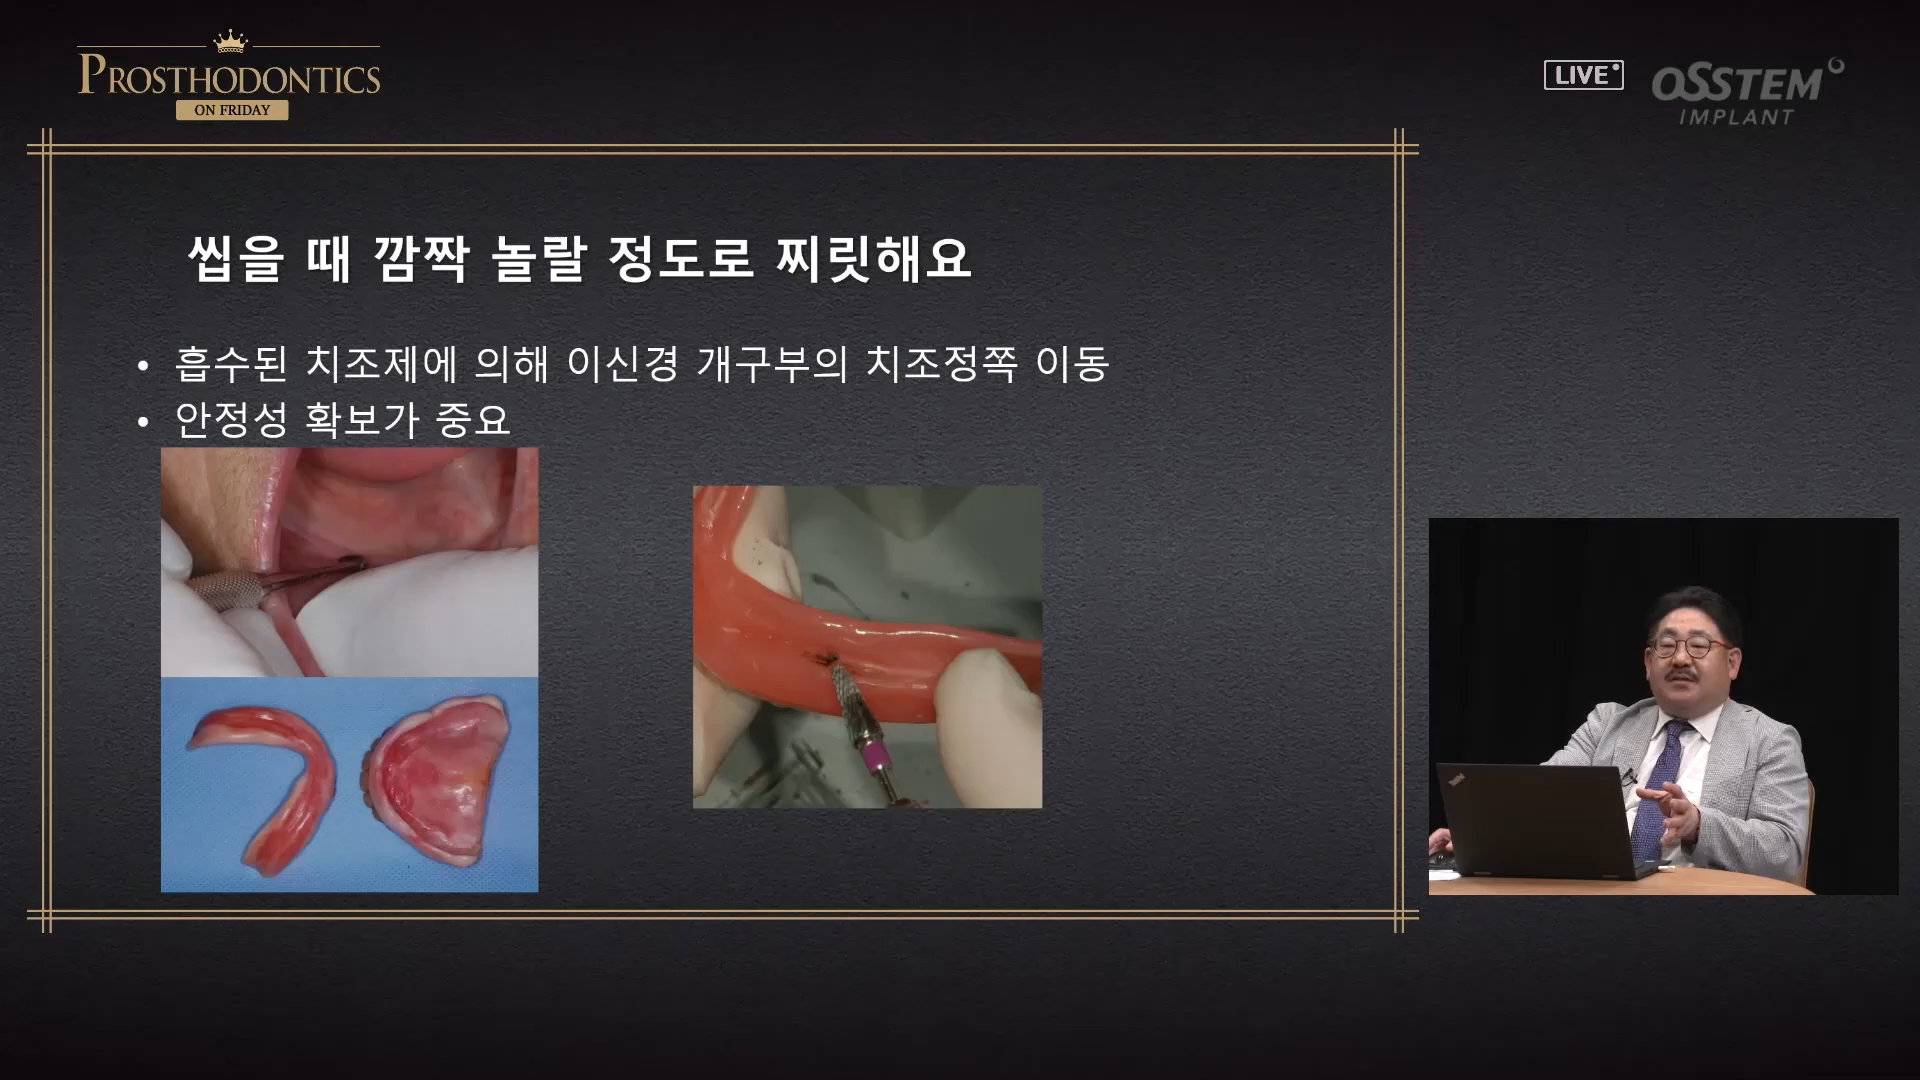 PROSTHODONTICS
ON FRIDAY
LIVE
OSSTEM
IMPLANT
씹을 때 깜짝 놀랄 정도로 찌릿해요
• 흡수된 치조제에 의해 이신경 개구부의 치조정쪽 이동
• 안정성 확보가 중요
ThinkPad